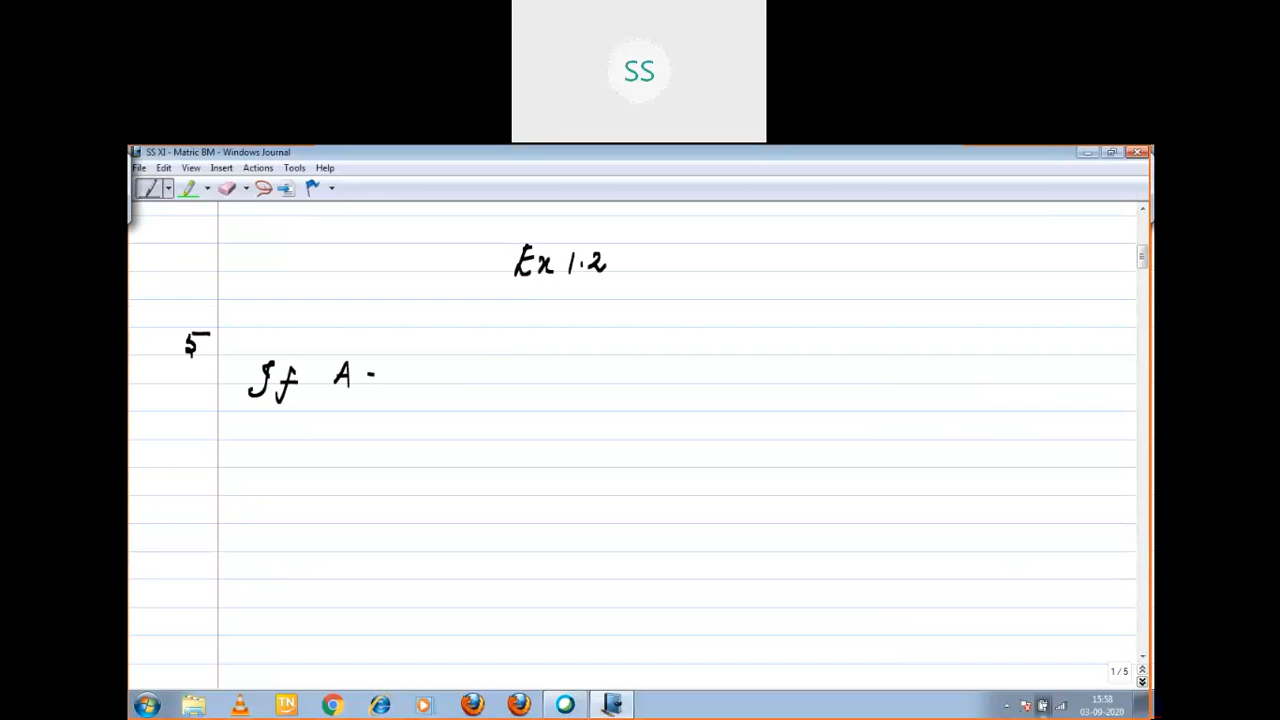 SS
SS XI - Matric BM - Windows Journal
File Edit View Insert Actions Tools Help
Ex 1.2
5
If A -
1 / 5
TN
15:58
03-09-2020